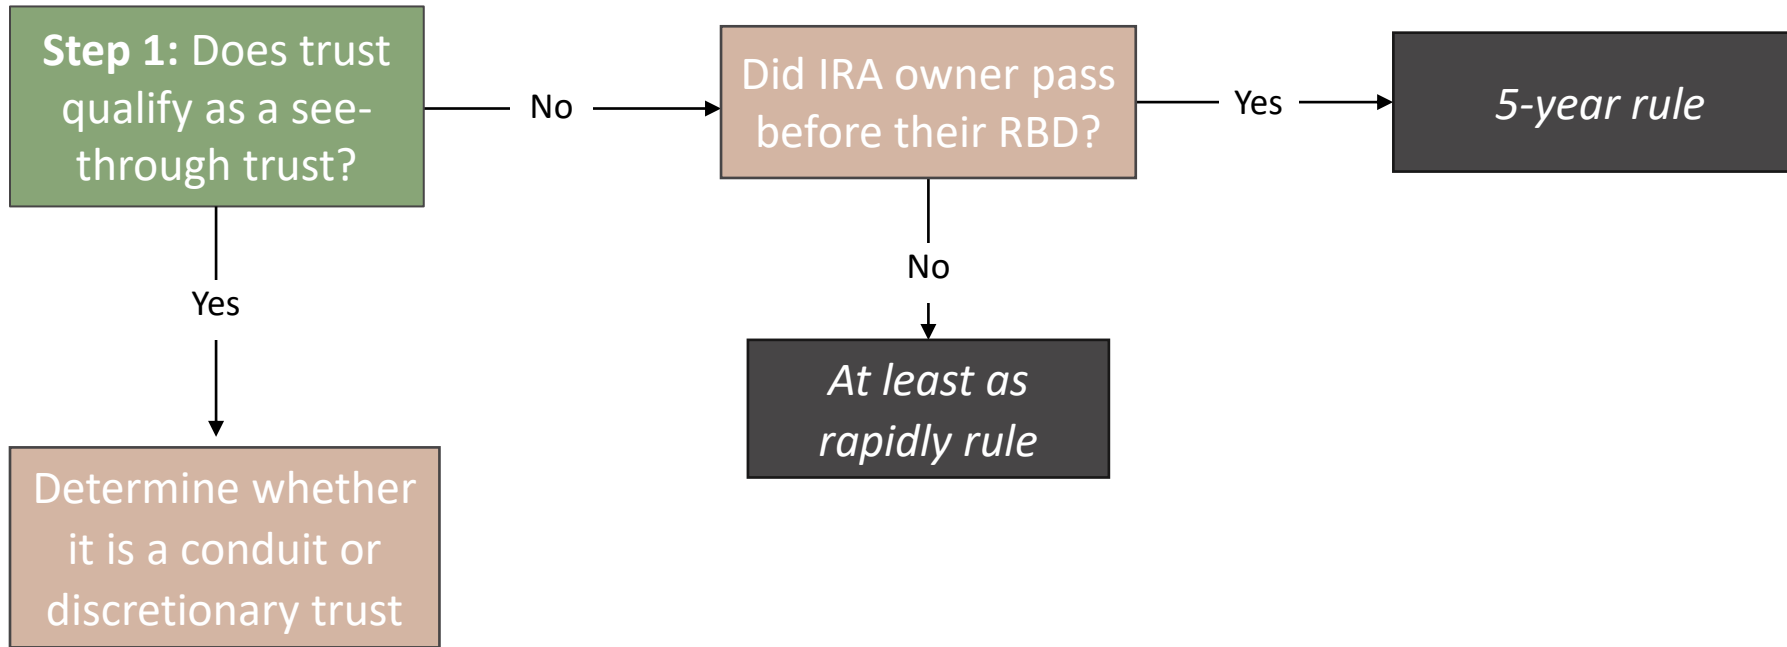 Step 1: Does trust
qualify as a see-
through trust?
No
Did IRA owner pass
before their RBD?
Yes
5-year rule
Yes
No
At least as
rapidly rule
Determine whether
it is a conduit or
discretionary trust